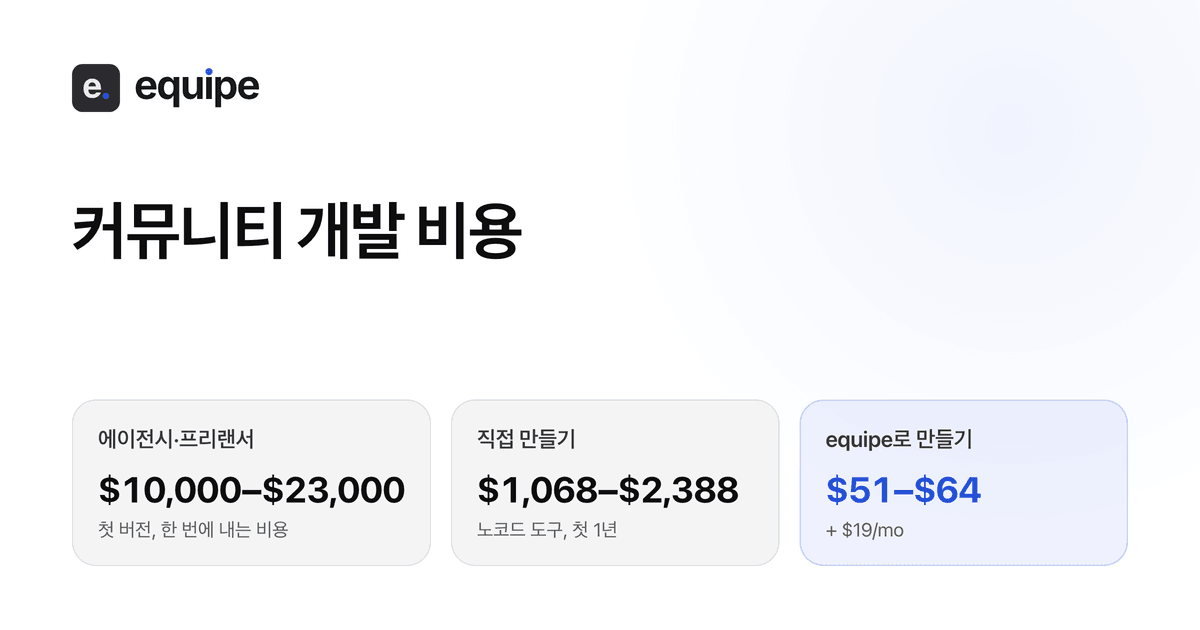 e.
equipe
커뮤니티 개발 비용
에이전시·프리랜서
$10,000–$23,000
첫 버전, 한 번에 내는 비용
직접 만들기
$1,068–$2,388
노코드 도구, 첫 1년
equipe로 만들기
$51–$64
+ $19/mo